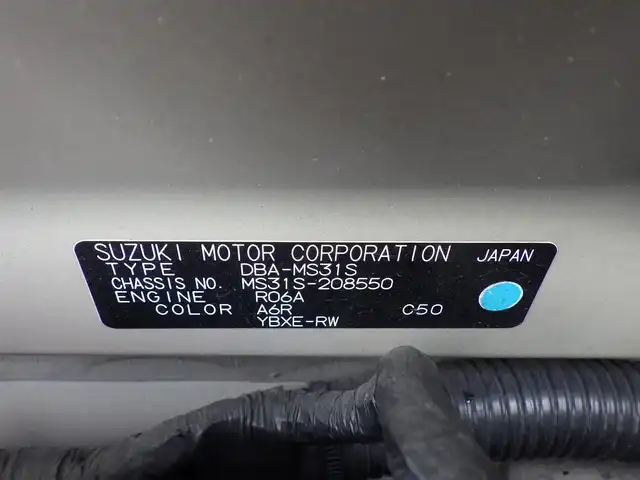 SUZUKI MOTOR CORPORATION JAPAN
TYPE DBA-MS31S
CHASSIS NO. MS31S-208550
ENGINE R06A
COLOR A6R C50
YBXE-RW